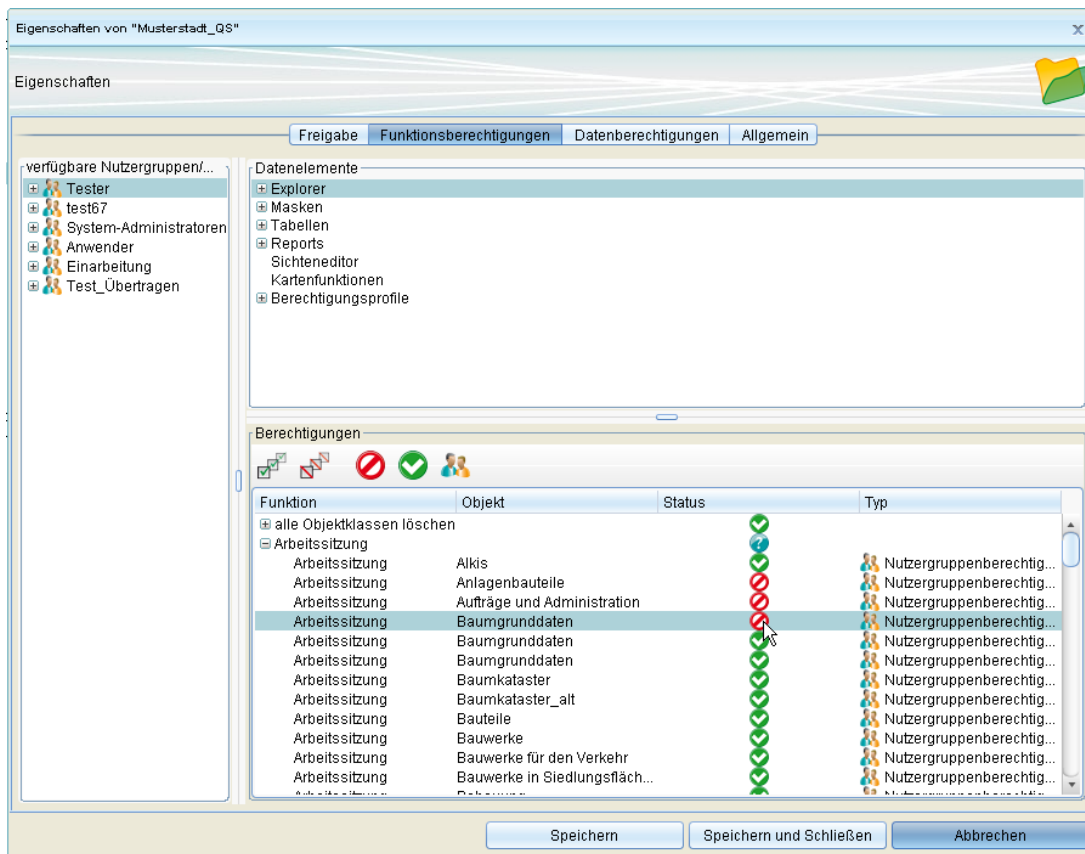 Eigenschaften von "Musterstadt_QS"
x
Eigenschaften
Freigabe Funktionsberechtigungen Datenberechtigungen Allgemein
verfügbare Nutzergruppen/...
Tester
test67
System-Administratoren
Anwender
Einarbeitung
Test_Übertragen
Datenelemente
Explorer
Masken
Tabellen
Reports
Sichteneditor
Kartenfunktionen
Berechtigungsprofile
Berechtigungen
Funktion Objekt Status Typ
alle Objektklassen löschen
Arbeitssitzung
Arbeitssitzung Alkis Nutzergruppenberechtig...
Arbeitssitzung Anlagenbauteile Nutzergruppenberechtig...
Arbeitssitzung Aufträge und Administration Nutzergruppenberechtig...
Arbeitssitzung Baumgrunddaten Nutzergruppenberechtig...
Arbeitssitzung Baumgrunddaten Nutzergruppenberechtig...
Arbeitssitzung Baumgrunddaten Nutzergruppenberechtig...
Arbeitssitzung Baumkataster Nutzergruppenberechtig...
Arbeitssitzung Baumkataster_alt Nutzergruppenberechtig...
Arbeitssitzung Bauteile Nutzergruppenberechtig...
Arbeitssitzung Bauwerke Nutzergruppenberechtig...
Arbeitssitzung Bauwerke für den Verkehr Nutzergruppenberechtig...
Arbeitssitzung Bauwerke in Siedlungsfläch... Nutzergruppenberechtig...
Speichern Speichern und Schließen Abbrechen